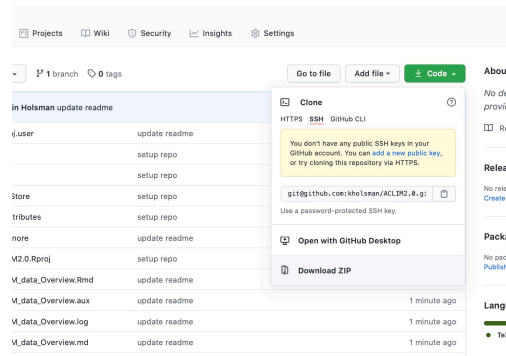 Projects Wiki Security Insights Settings
1 branch 0 tags Go to file Add file Code
Holsman update readme
.user update readme
setup repo
setup repo
Store setup repo
tributes setup repo
update readme
M2.0.Rproj setup repo
M_data_Overview.Rmd update readme
M_data_Overview.aux update readme 1 minute ago
M_data_Overview.log update readme 1 minute ago
M_data_Overview.md update readme 1 minute ago
Clone
HTTPS SSH GitHub CLI
You don't have any public SSH keys in your
GitHub account. You can add a new public key,
or try cloning this repository via HTTPS.
git@github.com:kholsman/ACLIM2.0.gi
Use a password-protected SSH key.
Open with GitHub Desktop
Download ZIP
Abou
No de
provi
Re
Relea
No rele
Create
Packa
No pac
Publish
Langu